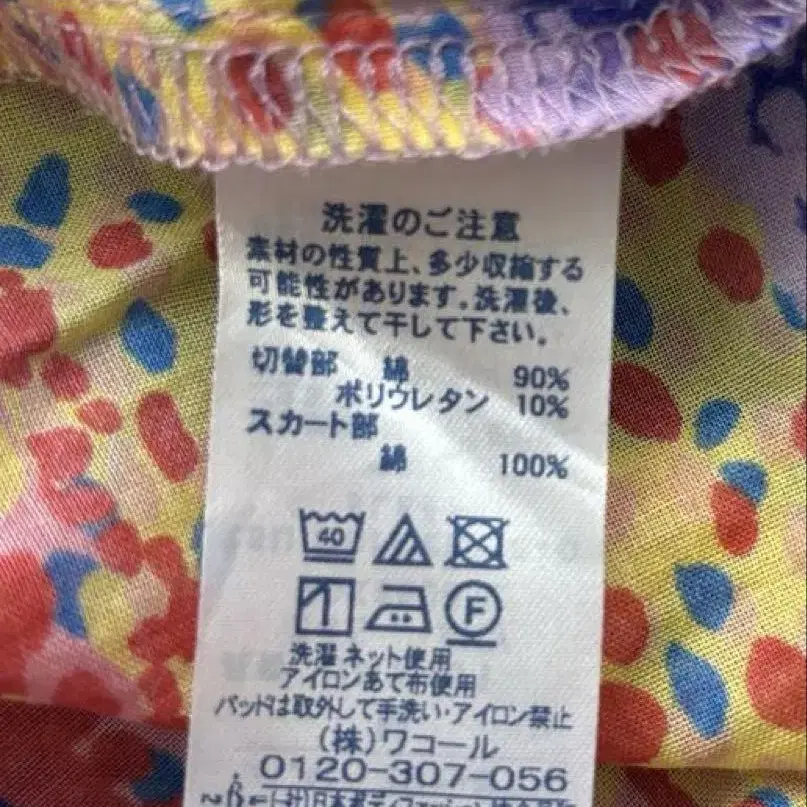 洗濯のご注意
素材の性質上、多少収縮する
可能性があります。洗濯後、
形を整えて干して下さい。
切替部 綿 90%
ポリウレタン 10%
スカート部
綿 100%
40
F
洗濯ネット使用
アイロンあて布使用
パッドは取外して手洗い・アイロン禁止
(株)ワコール
0120-307-056